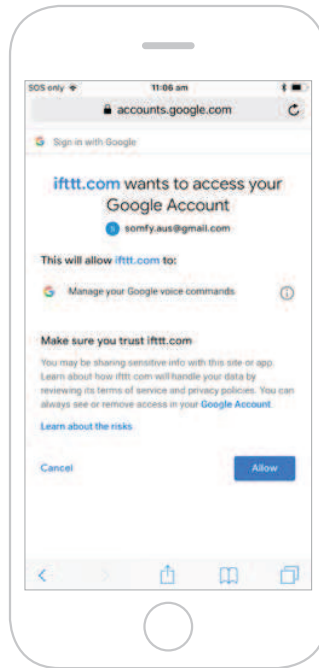 SOS only 11:06 am
accounts.google.com
G Sign in with Google
ifttt.com wants to access your
Google Account
S somfy.aus@gmail.com
This will allow ifttt.com to:
Manage your Google voice commands
Make sure you trust ifttt.com
You may be sharing sensitive info with this site or app.
Learn about how ifttt.com will handle your data by
reviewing its terms of service and privacy policies. You can
always see or remove access in your Google Account.
Learn about the risks
Cancel Allow